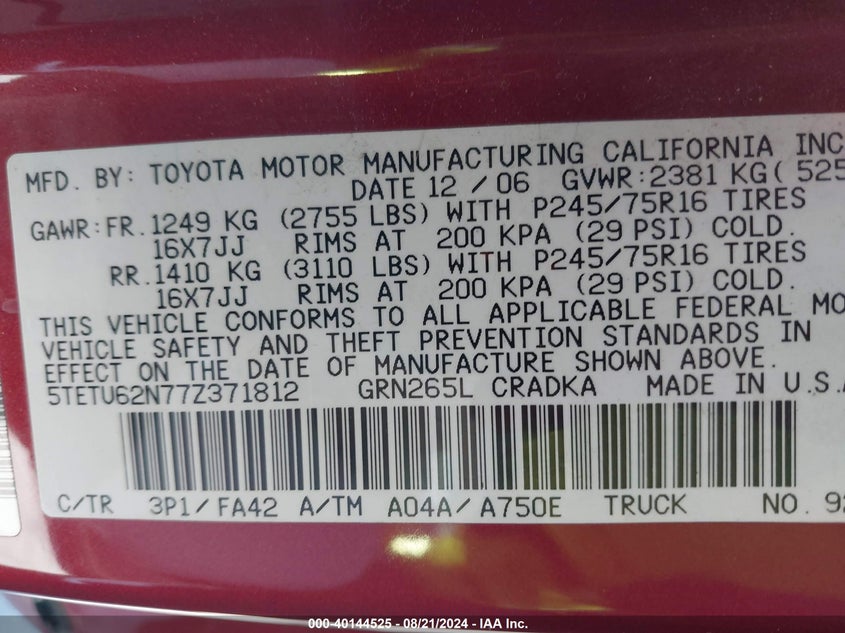 MFD. BY: TOYOTA MOTOR MANUFACTURING CALIFORNIA INC
DATE 12 / 06 GVWR:2381 KG( 525
GAWR:FR. 1249 KG (2755 LBS) WITH P245/75R16 TIRES
16X7JJ RIMS AT 200 KPA (29 PSI) COLD.
RR. 1410 KG (3110 LBS) WITH P245/75R16 TIRES
16X7JJ RIMS AT 200 KPA (29 PSI) COLD.
THIS VEHICLE CONFORMS TO ALL APPLICABLE FEDERAL MO
VEHICLE SAFETY AND THEFT PREVENTION STANDARDS IN
EFFECT ON THE DATE OF MANUFACTURE SHOWN ABOVE.
5TETU62N77Z371812 GRN265L CRADKA MADE IN U.S.A
C/TR 3P1/FA42 A/TM A04A/A750E TRUCK NO. 92
000-40144525 - 08/21/2024 - IAA Inc.